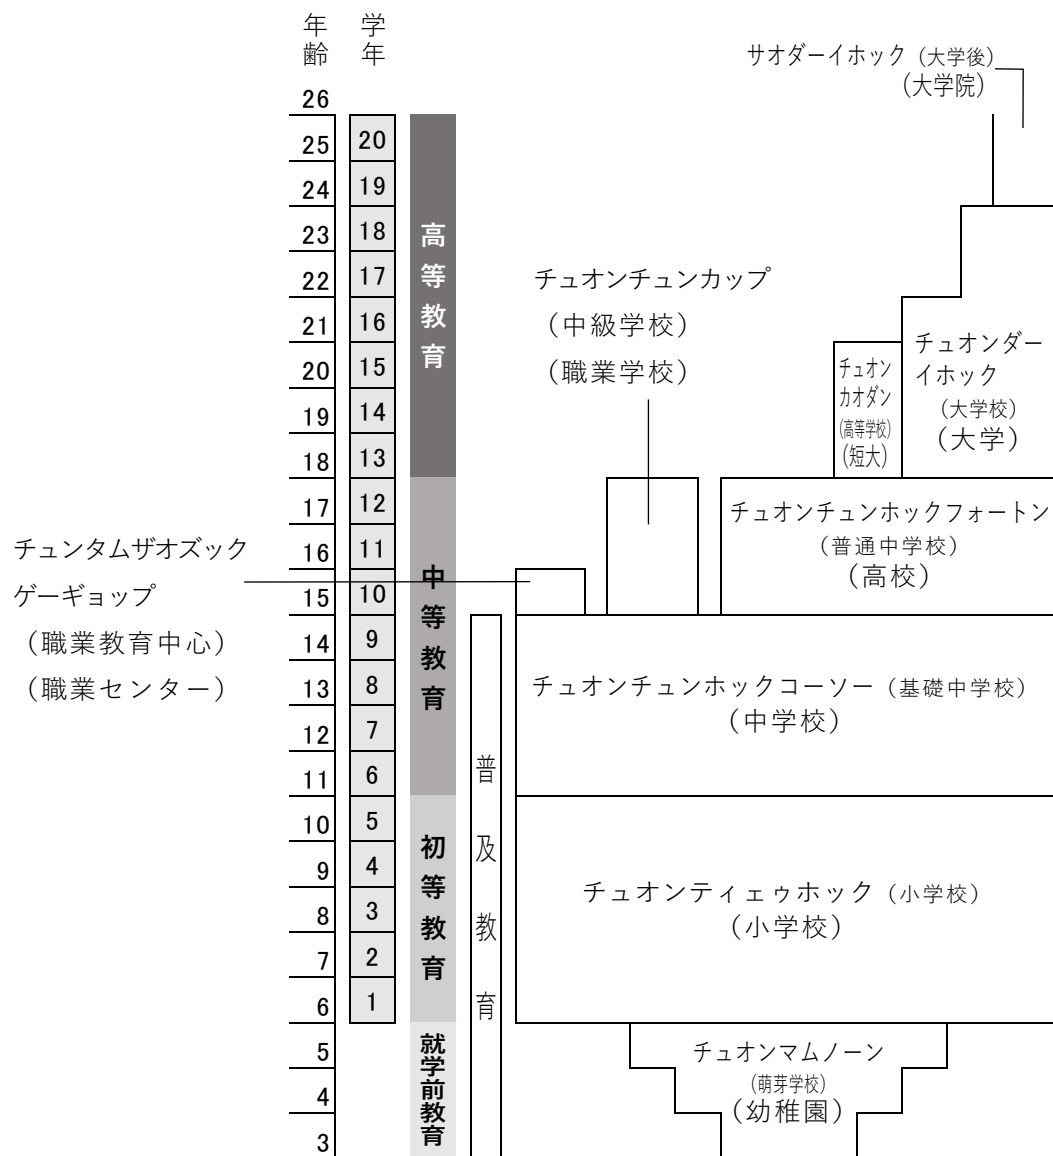 年齢
学年
サオダーイホック（大学後）
（大学院）
26
25
20
24
19
23
18
22
17
21
16
20
15
19
14
18
13
17
12
16
11
15
10
14
9
13
8
12
7
11
6
10
5
9
4
8
3
7
2
6
1
5
4
3
高等教育
中等教育
初等教育
就学前教育
普及教育
チュオンチュンカップ
（中級学校）
（職業学校）
チュオン
カオダン
（高等学校）
（短大）
チュオンダー
イホック
（大学校）
（大学）
チュンタムザオズック
ゲーギョップ
（職業教育中心）
（職業センター）
チュオンチュンホックフォートン
（普通中学校）
（高校）
チュオンチュンホックコーソー（基礎中学校）
（中学校）
チュオンティェゥホック（小学校）
（小学校）
チュオンマムノーン
（萌芽学校）
（幼稚園）